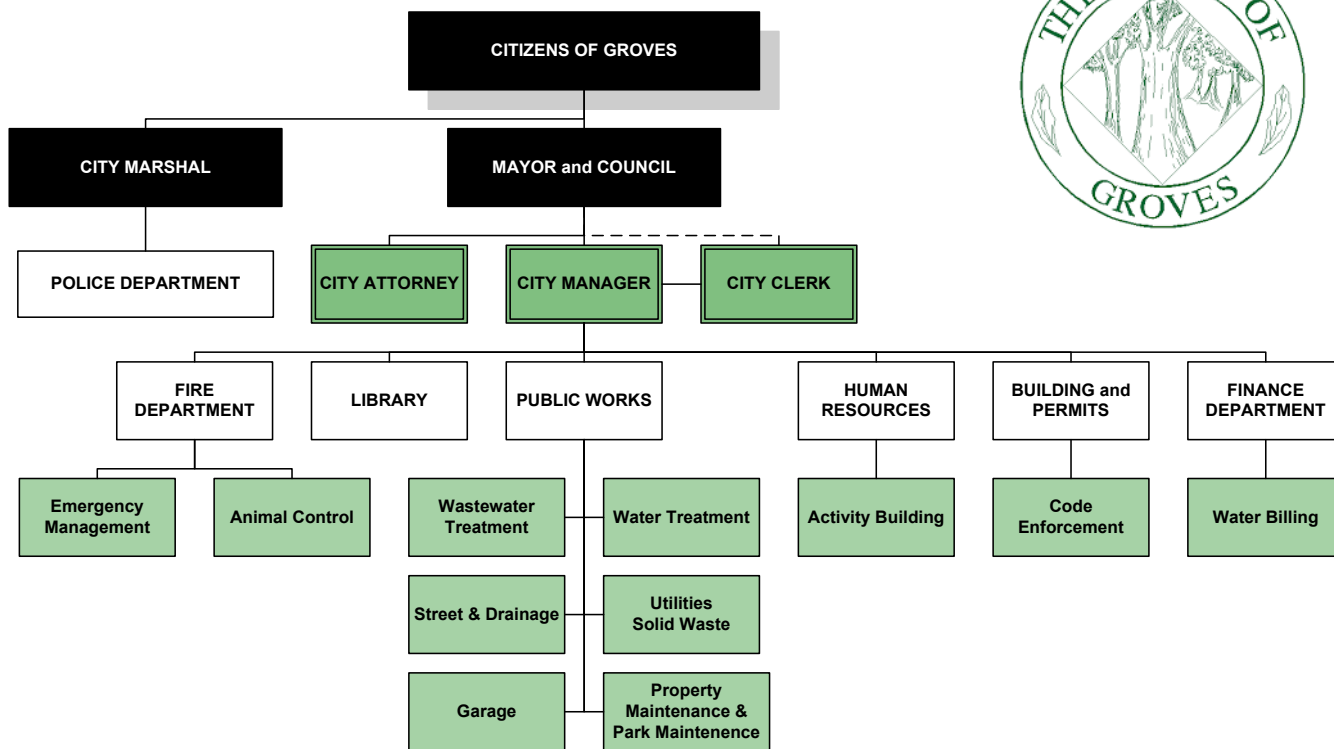 CITIZENS OF GROVES
THE
OF
GROVES
CITY MARSHAL
MAYOR and COUNCIL
POLICE DEPARTMENT
CITY ATTORNEY
CITY MANAGER
CITY CLERK
FIRE
DEPARTMENT
LIBRARY
PUBLIC WORKS
HUMAN
RESOURCES
BUILDING and
PERMITS
FINANCE
DEPARTMENT
Emergency
Management
Animal Control
Wastewater
Treatment
Water Treatment
Activity Building
Code
Enforcement
Water Billing
Street & Drainage
Utilities
Solid Waste
Garage
Property
Maintenance &
Park Maintenence